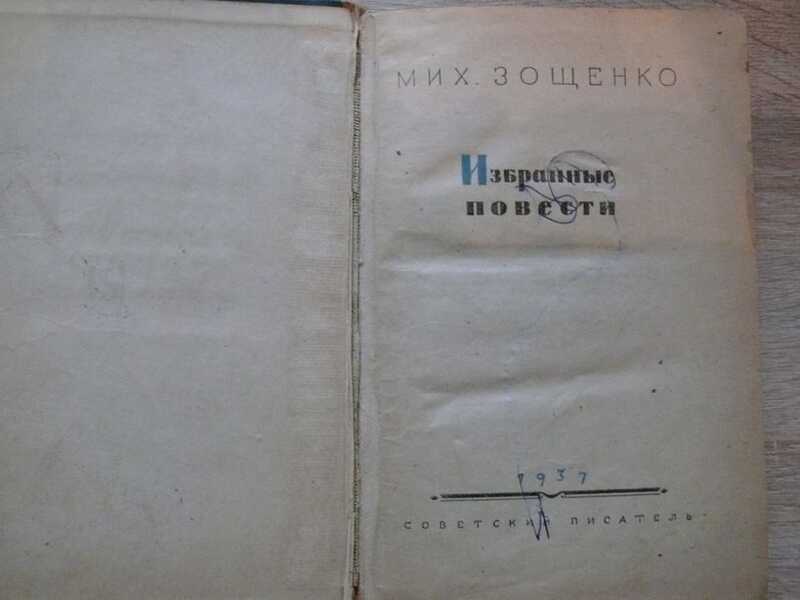 МИХ. ЗОЩЕНКО
Избранные
ПОВЕСТИ
1937
СОВЕТСКИЙ ПИСАТЕЛЬ